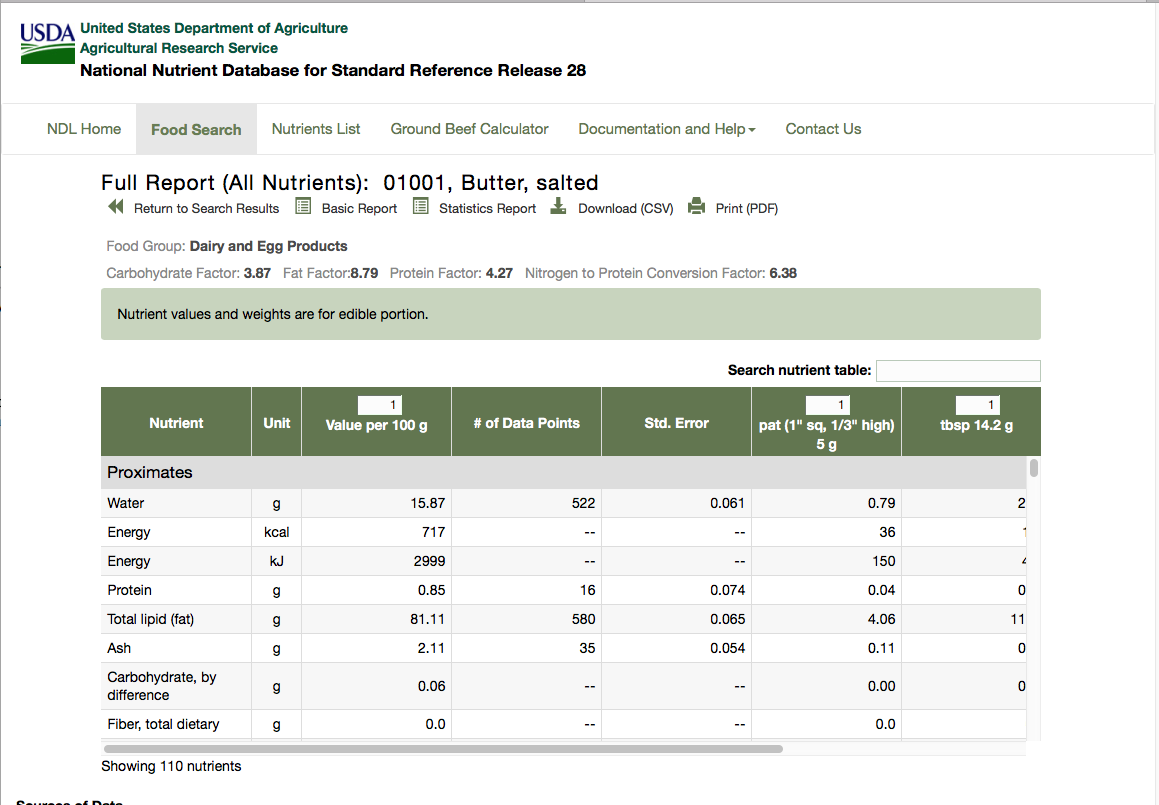 USDA United States Department of Agriculture
Agricultural Research Service
National Nutrient Database for Standard Reference Release 28
NDL Home Food Search Nutrients List Ground Beef Calculator Documentation and Help Contact Us
Full Report (All Nutrients): 01001, Butter, salted
Return to Search Results Basic Report Statistics Report Download (CSV) Print (PDF)
Food Group: Dairy and Egg Products
Carbohydrate Factor: 3.87 Fat Factor:8.79 Protein Factor: 4.27 Nitrogen to Protein Conversion Factor: 6.38
Nutrient values and weights are for edible portion.
Search nutrient table:
Nutrient Unit 1 Value per 100 g # of Data Points Std. Error 1 pat (1" sq, 1/3" high) 5 g 1 tbsp 14.2 g
Proximates
Water g 15.87 522 0.061 0.79 2
Energy kcal 717 -- -- 36
Energy kJ 2999 -- -- 150
Protein g 0.85 16 0.074 0.04 0
Total lipid (fat) g 81.11 580 0.065 4.06 11
Ash g 2.11 35 0.054 0.11 0
Carbohydrate, by difference g 0.06 -- -- 0.00 0
Fiber, total dietary g 0.0 -- -- 0.0
Showing 110 nutrients
Sources of Data